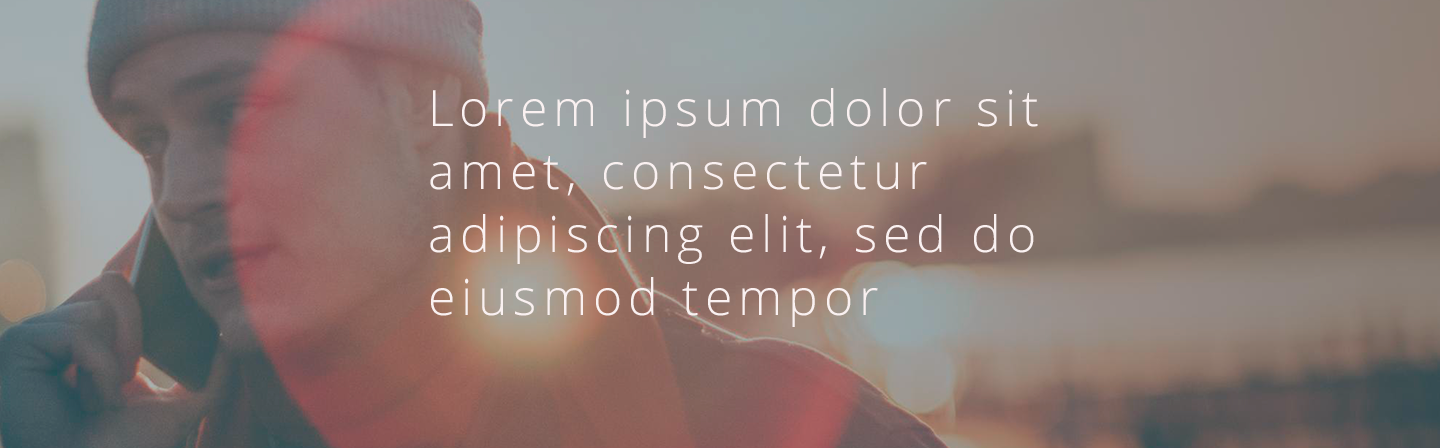 Lorem ipsum dolor sit
amet, consectetur
adipiscing elit, sed do
eiusmod tempor